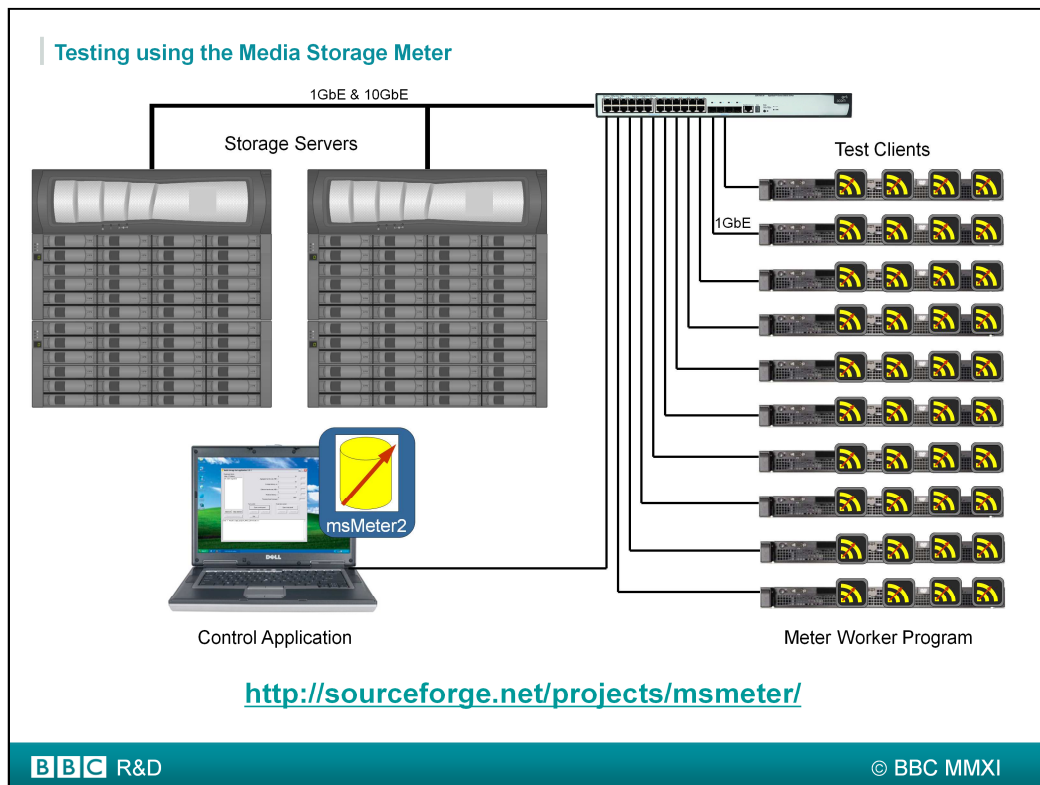 Testing using the Media Storage Meter
1GbE & 10GbE
Storage Servers
Test Clients
1GbE
msMeter2
DELL
Control Application
Meter Worker Program
http://sourceforge.net/projects/msmeter/
BBC R&D
© BBC MMXI